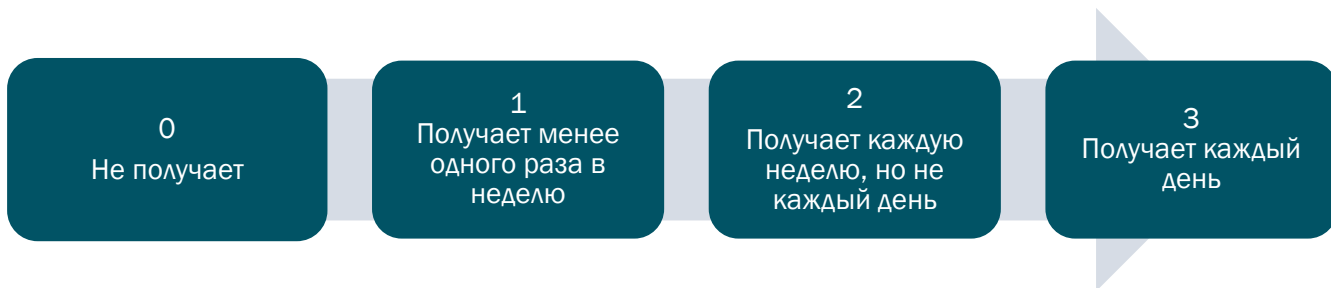 0
Не получает
1
Получает менее
одного раза в
неделю
2
Получает каждую
неделю, но не
каждый день
3
Получает каждый
день